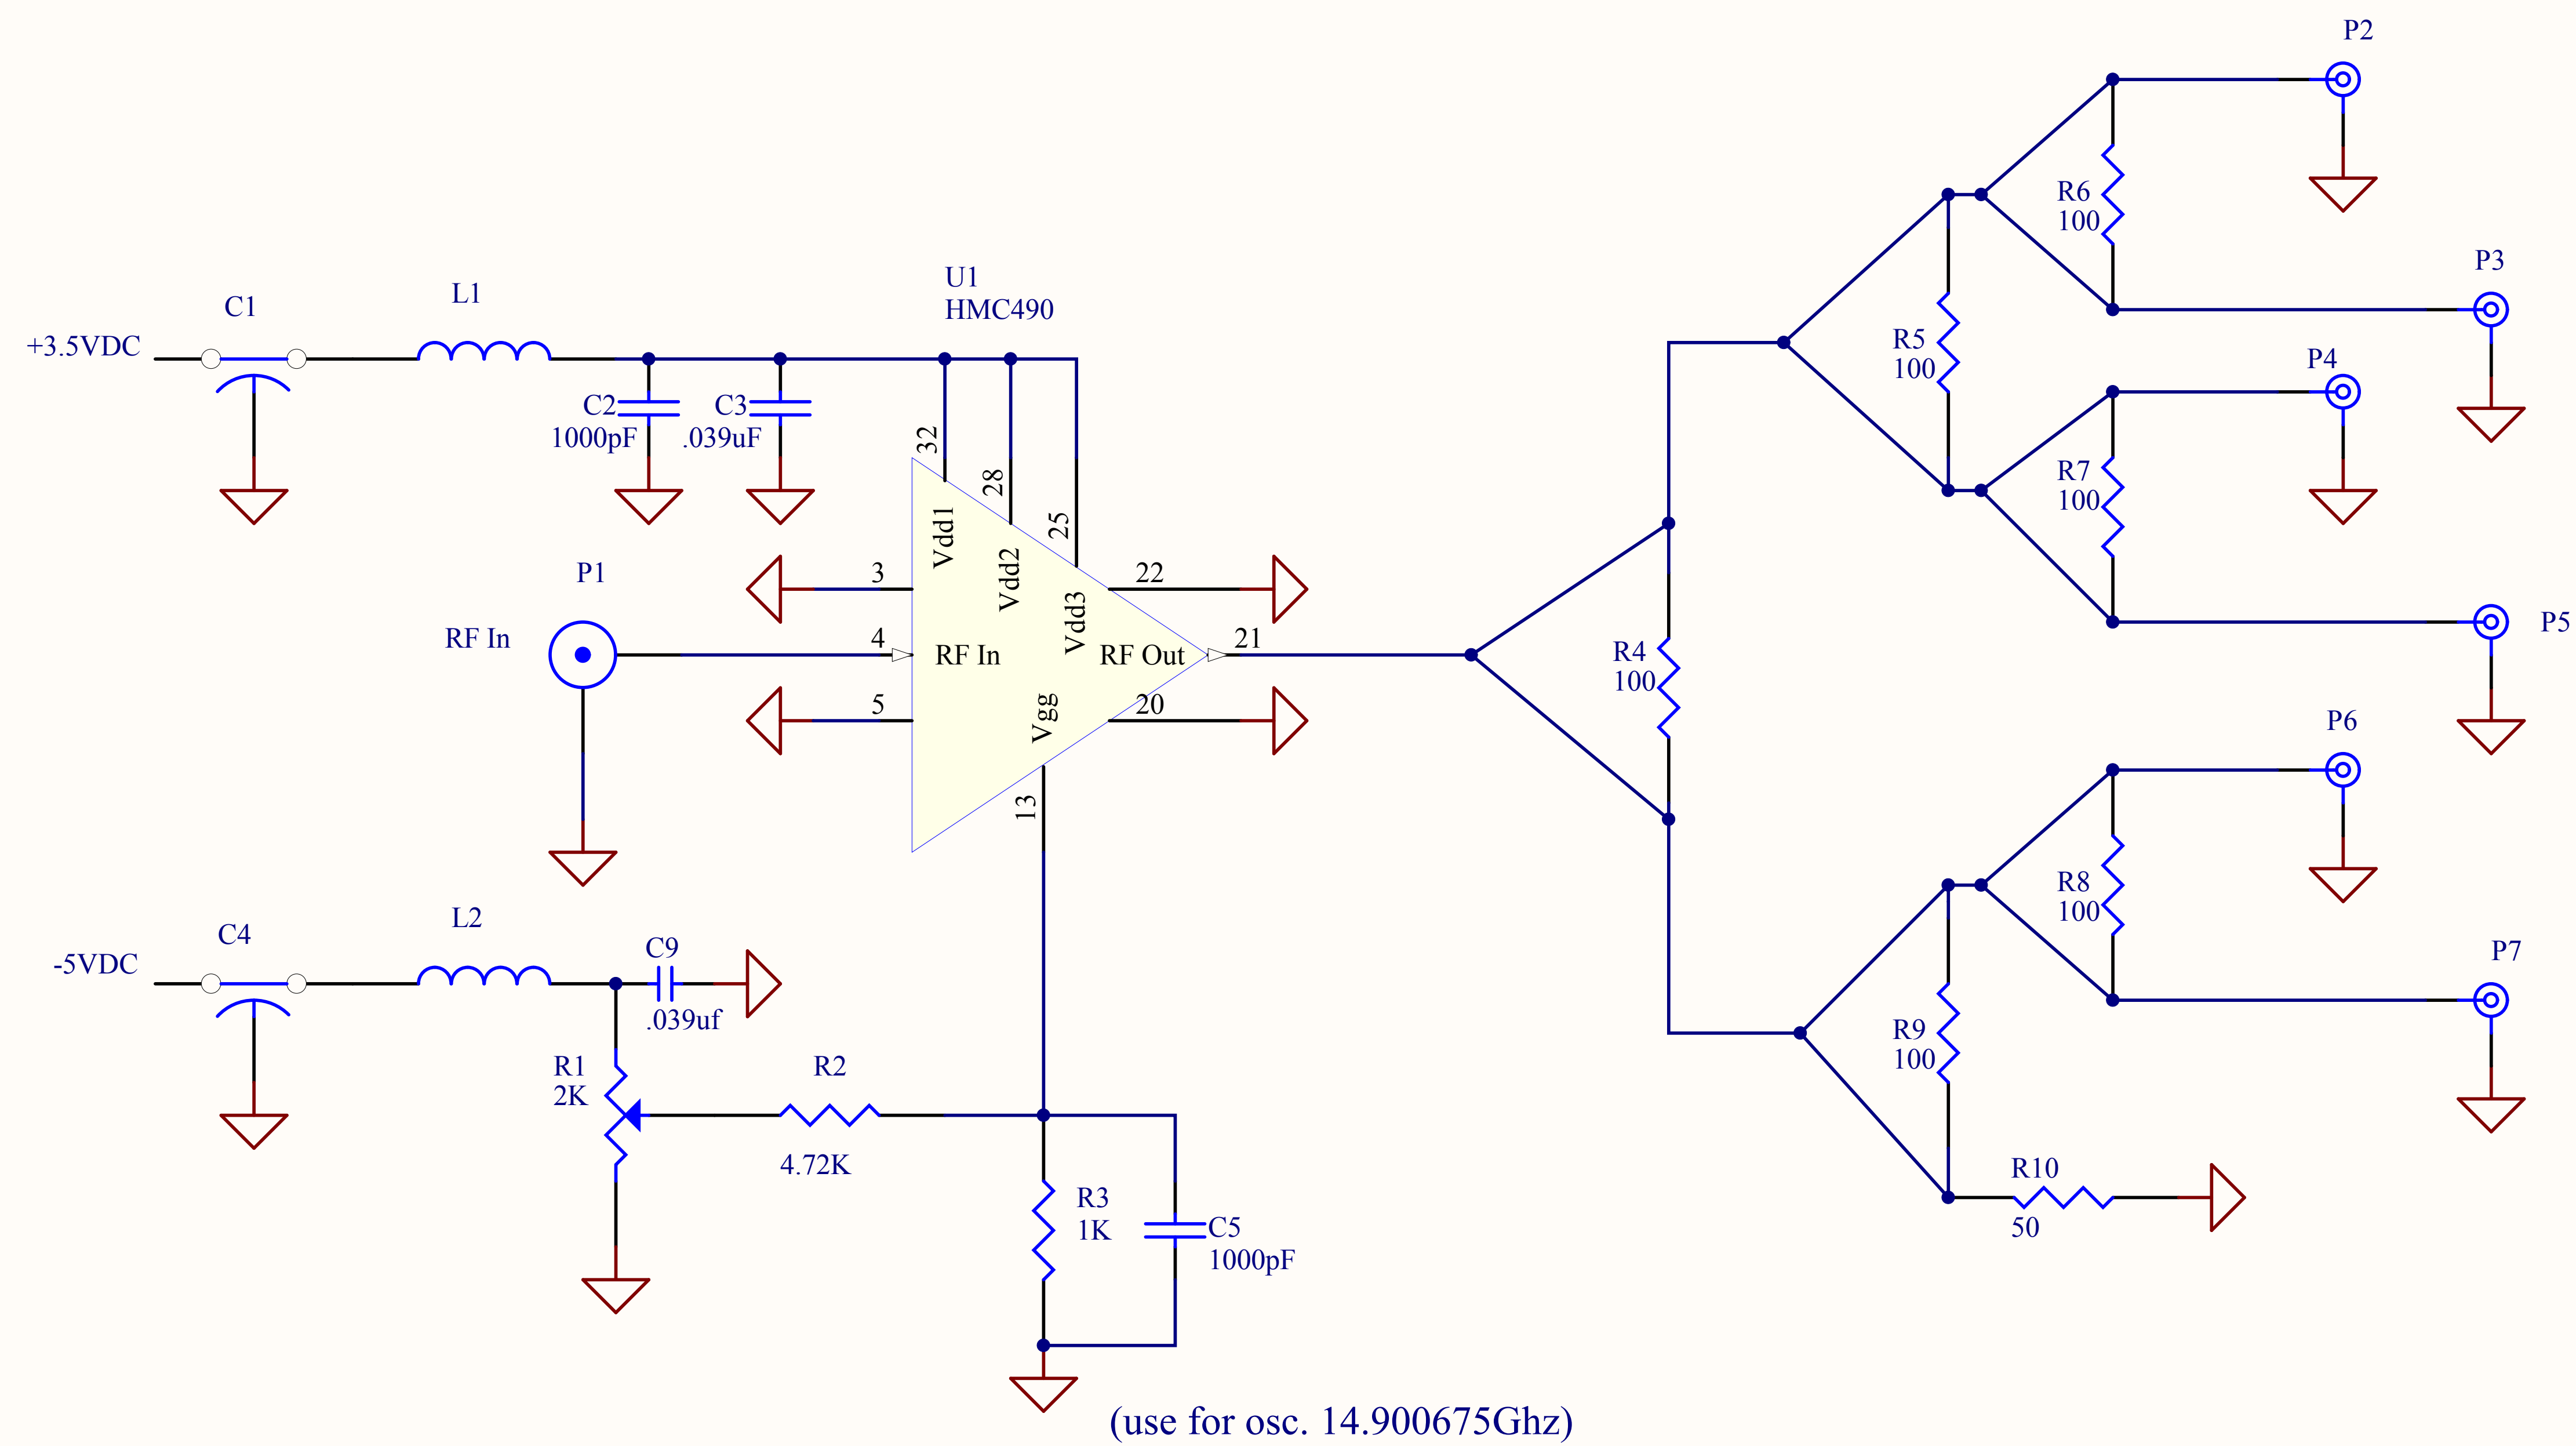 P2
P3
P4
P5
P6
P7
R6
100
R5
100
R7
100
R4
100
R8
100
R9
100
R10
50
U1
HMC490
C1
L1
+3.5VDC
C2
1000pF
C3
.039uF
32
28
25
Vdd1
Vdd2
Vdd3
3
22
P1
RF In
4
RF In
RF Out
21
5
20
Vgg
13
C4
L2
-5VDC
C9
.039uf
R1
2K
R2
4.72K
R3
1K
C5
1000pF
(use for osc. 14.900675Ghz)